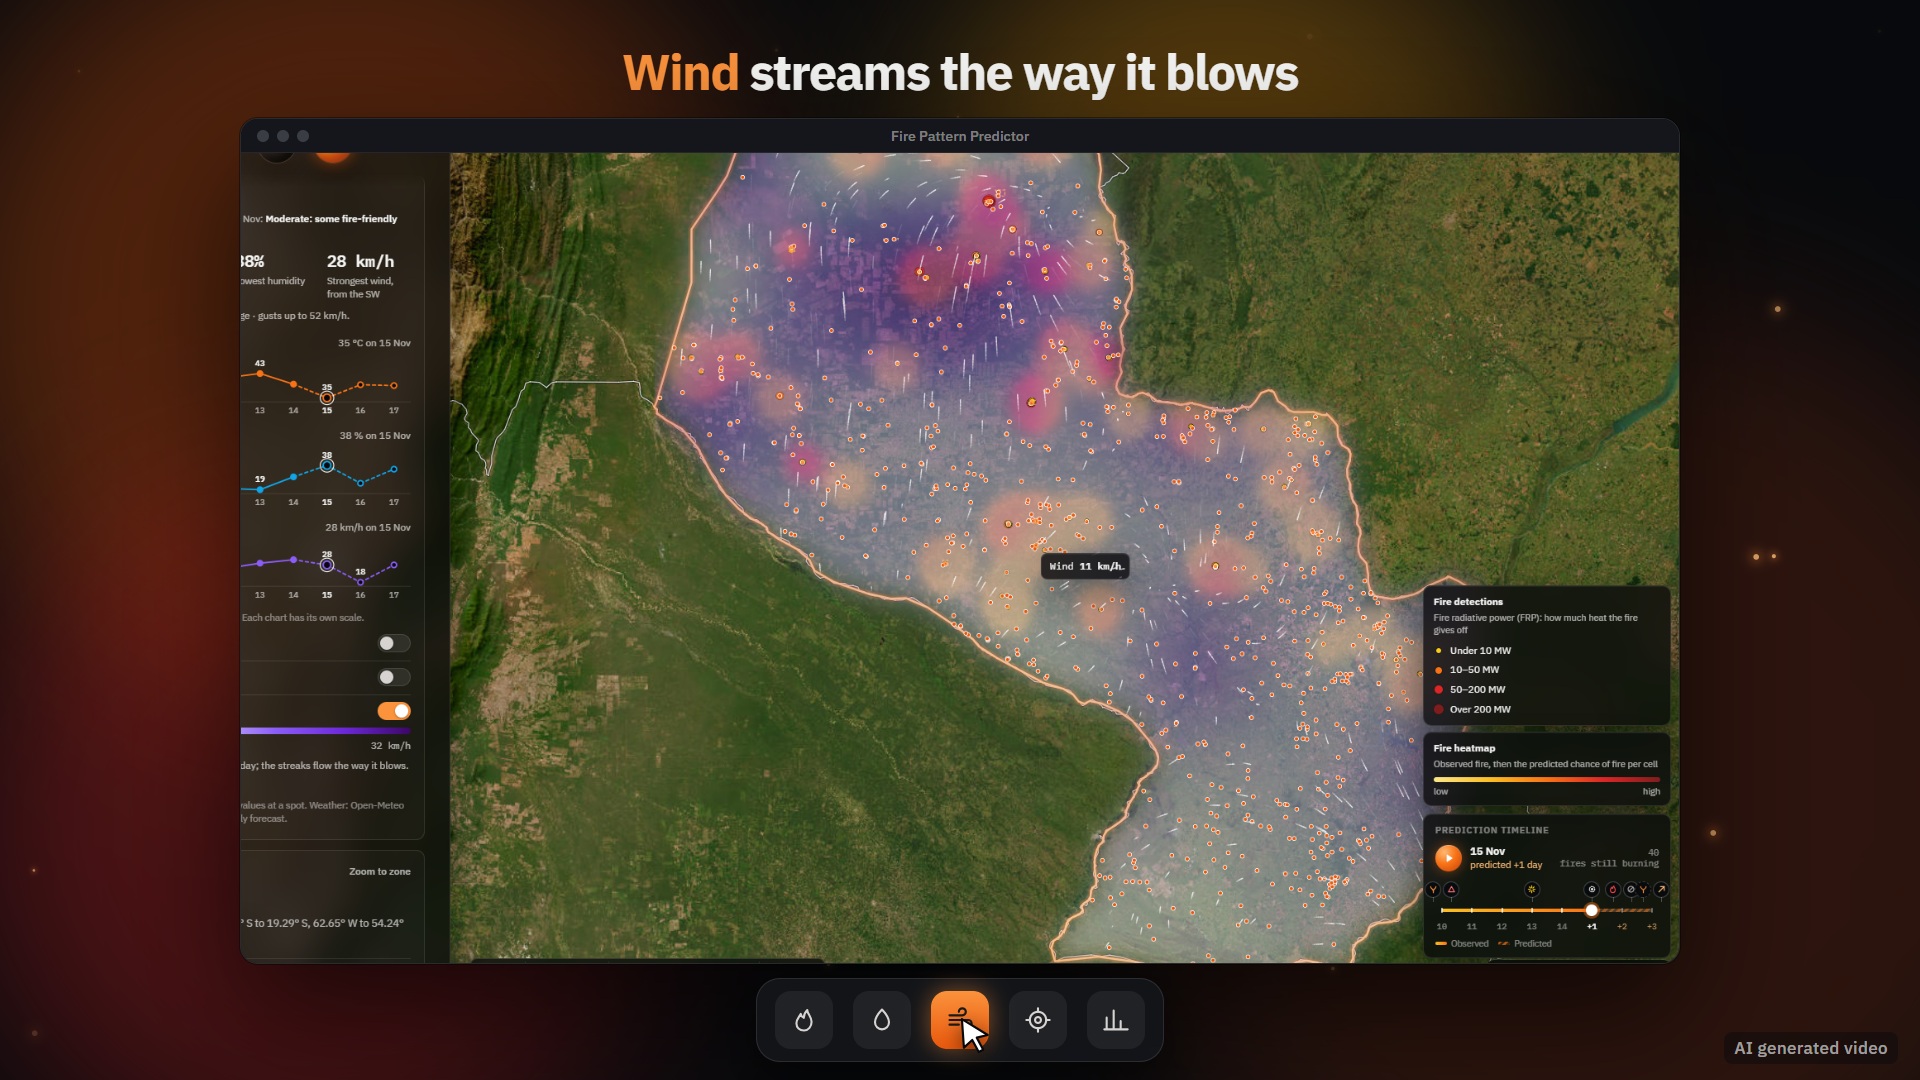 Wind streams the way it blows
Fire Pattern Predictor
Nov: Moderate: some fire-friendly
38%
28 km/h
owest humidity
Strongest wind,
from the SW
ge - gusts up to 52 km/h.
35 °C on 15 Nov
43
35
13 14 15 16 17
38 % on 15 Nov
38
19
13 14 15 16 17
28 km/h on 15 Nov
28
18
13 14 15 16 17
Each chart has its own scale.
32 km/h
day; the streaks flow the way it blows.
values at a spot. Weather: Open-Meteo
ly forecast.
Zoom to zone
° S to 19.29° S, 62.65° W to 54.24°
Wind 11 km/h.
Fire detections
Fire radiative power (FRP): how much heat the fire
gives off
Under 10 MW
10–50 MW
50–200 MW
Over 200 MW
Fire heatmap
Observed fire, then the predicted chance of fire per cell
low high
PREDICTION TIMELINE
15 Nov
predicted +1 day
40
fires still burning
10 11 12 13 14 +1 +2 +3
Observed Predicted
AI generated video